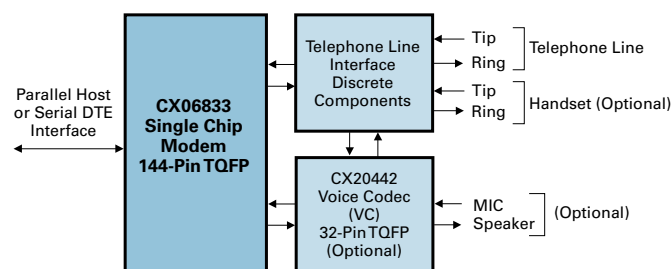 Parallel Host
or Serial DTE
Interface
CX06833
Single Chip
Modem
144-Pin TQFP
Telephone Line
Interface
Discrete
Components
Tip
Ring
Telephone Line
Tip
Ring
Handset (Optional)
CX20442
Voice Codec
(VC)
32-Pin TQFP
(Optional)
MIC
Speaker
(Optional)